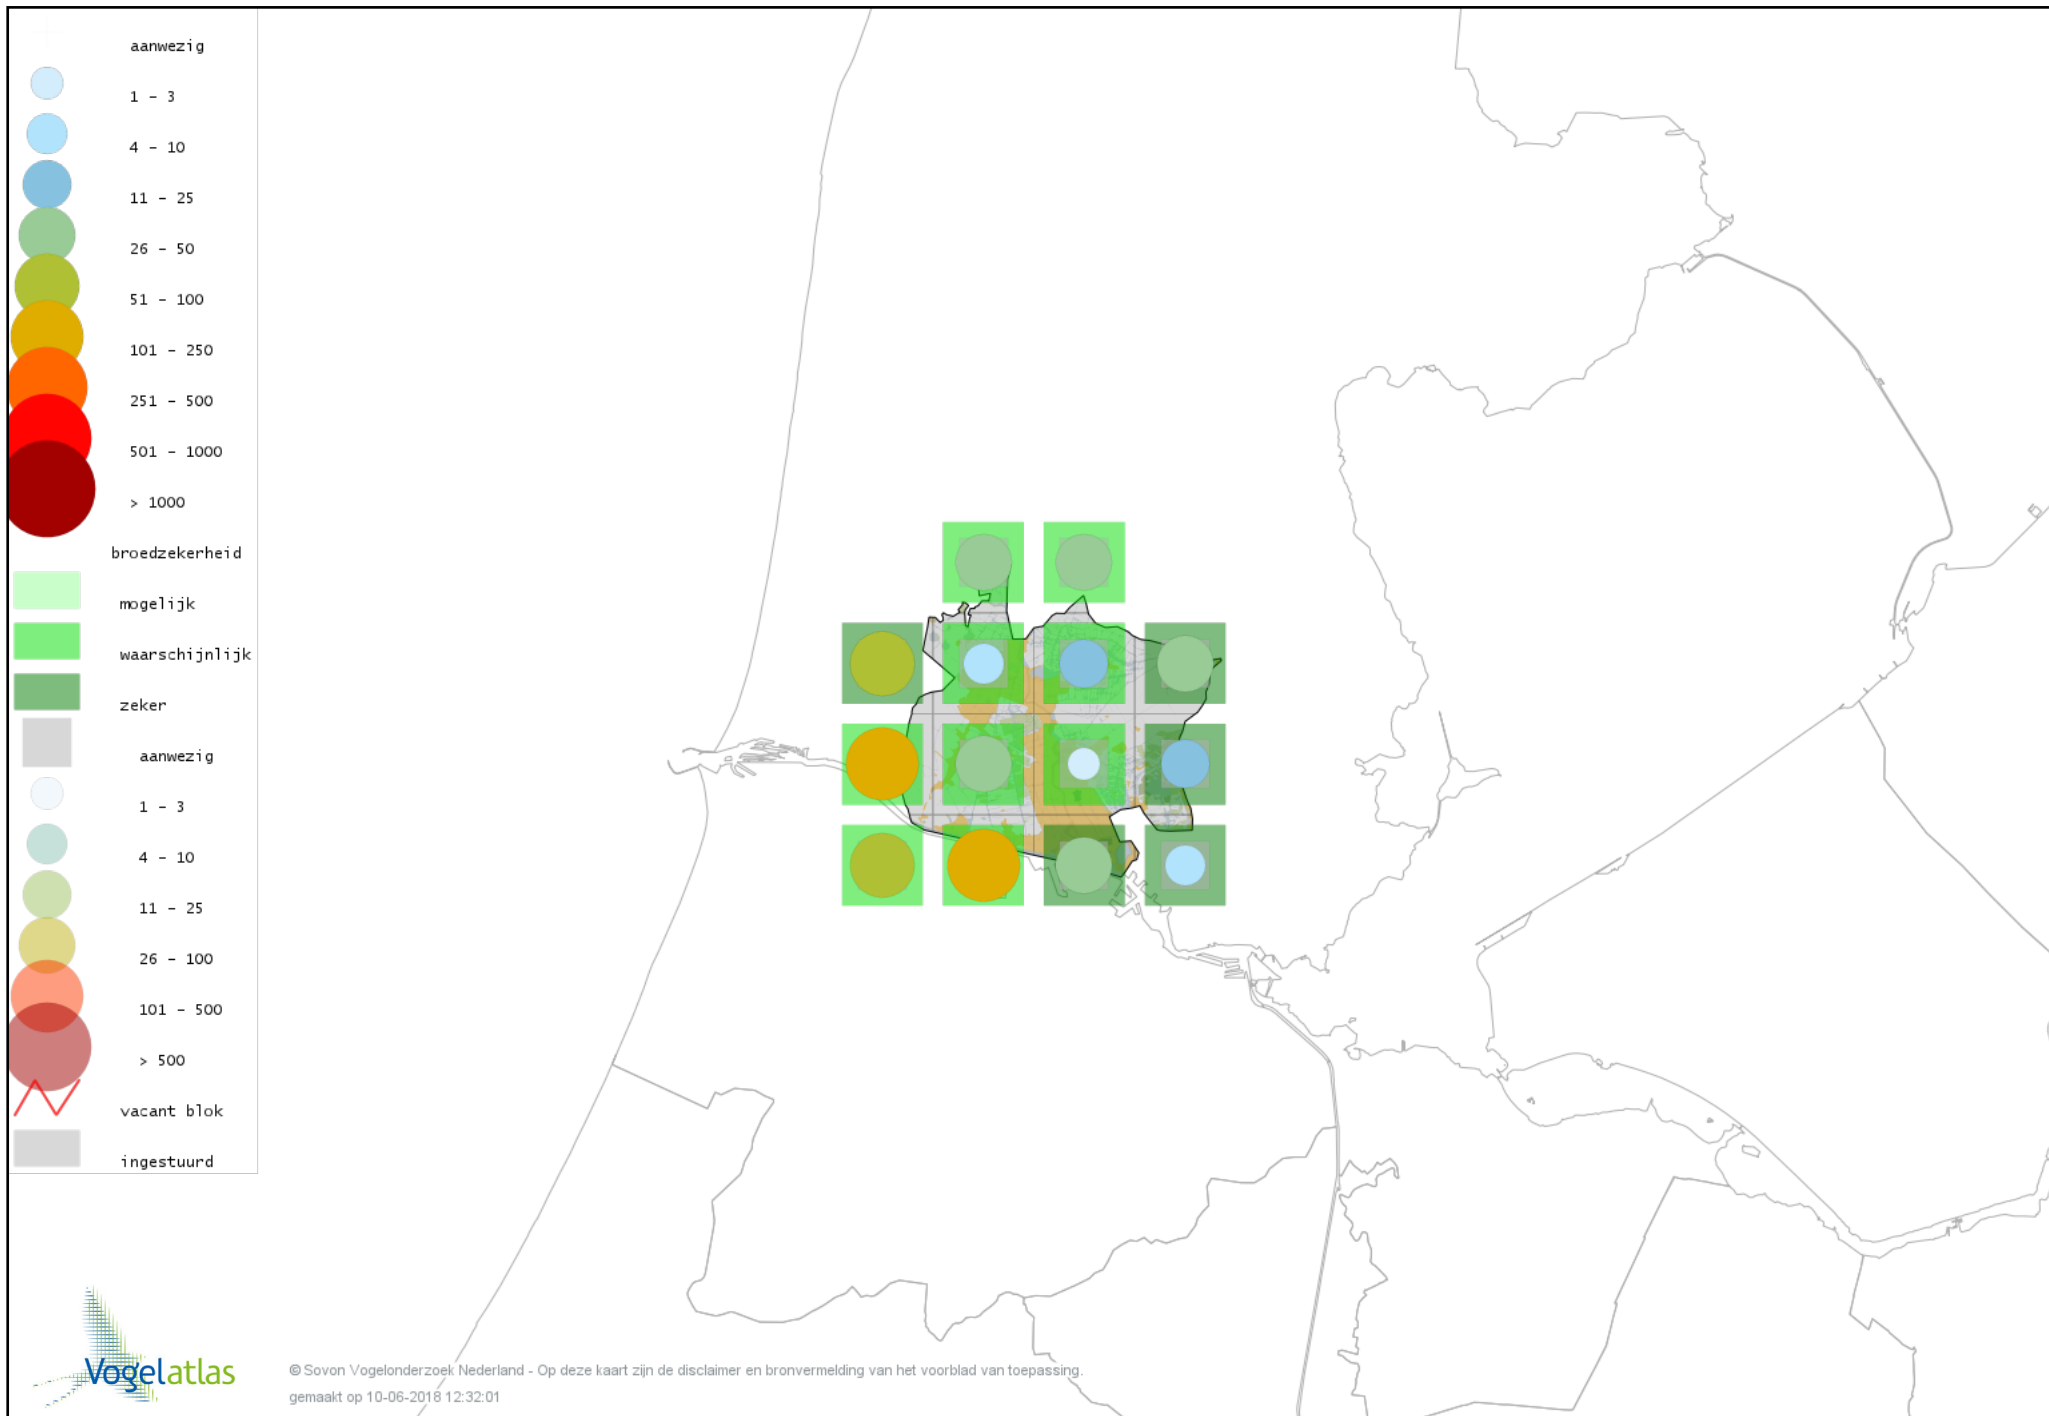 aanwezig
1 - 3
4 - 10
11 - 25
26 - 50
51 - 100
101 - 250
251 - 500
501 - 1000
> 1000
broedzekerheid
mogelijk
waarschijnlijk
zeker
aanwezig
1 - 3
4 - 10
11 - 25
26 - 100
101 - 500
> 500
vacant blok
ingestuurd
Vogelatlas
© Sovon Vogelonderzoek Nederland - Op deze kaart zijn de disclaimer en bronvermelding van het voorblad van toepassing.
gemaakt op 10-06-2018 12:32:01